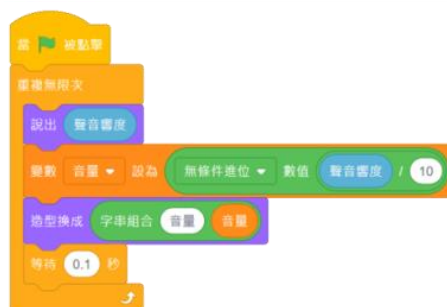 當 被點擊
重複無限次
說出 聲音響度
變數 音量 設為 無條件進位 數值 聲音響度 / 10
造型換成 字串組合 音量 音量
等待 0.1 秒